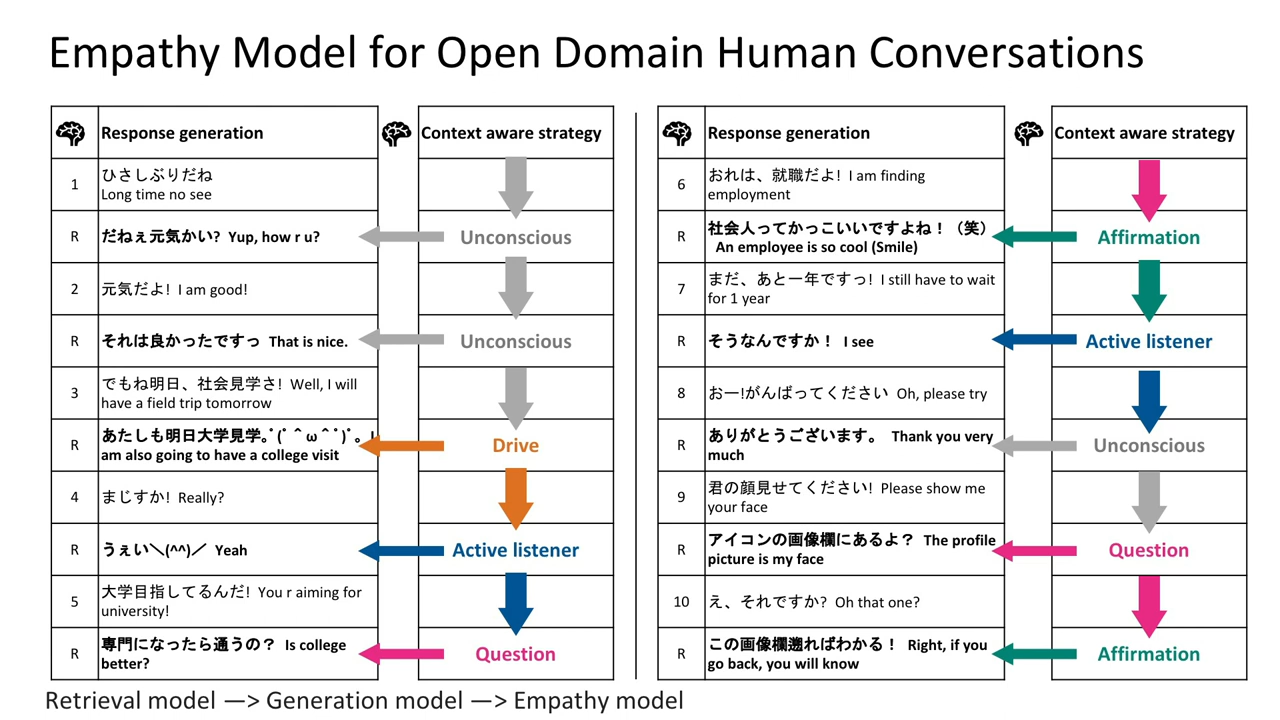 Empathy Model for Open Domain Human Conversations
Response generation
Context aware strategy
1
ひさしぶりだね
Long time no see
R
だねぇ元気かい? Yup, how r u?
Unconscious
2
元気だよ! I am good!
R
それは良かったですっ That is nice.
Unconscious
3
でもね明日、社会見学さ! Well, I will
have a field trip tomorrow
R
あたしも明日大学見学｡ﾟ(ﾟ＾ω＾ﾟ)ﾟ｡ I
am also going to have a college visit
Drive
4
まじすか! Really?
R
うぇい＼(^^)／ Yeah
Active listener
5
大学目指してるんだ! You r aiming for
university!
R
専門になったら通うの？ Is college
better?
Question
Response generation
Context aware strategy
6
おれは、就職だよ! I am finding
employment
R
社会人ってかっこいいですよね！（笑）
An employee is so cool (Smile)
Affirmation
7
まだ、あと一年ですっ! I still have to wait
for 1 year
R
そうなんですか！ I see
Active listener
8
おー!がんばってください Oh, please try
R
ありがとうございます。 Thank you very
much
Unconscious
9
君の顔見せてください! Please show me
your face
R
アイコンの画像欄にあるよ？ The profile
picture is my face
Question
10
え、それですか? Oh that one?
R
この画像欄遡ればわかる！ Right, if you
go back, you will know
Affirmation
Retrieval model —> Generation model —> Empathy model